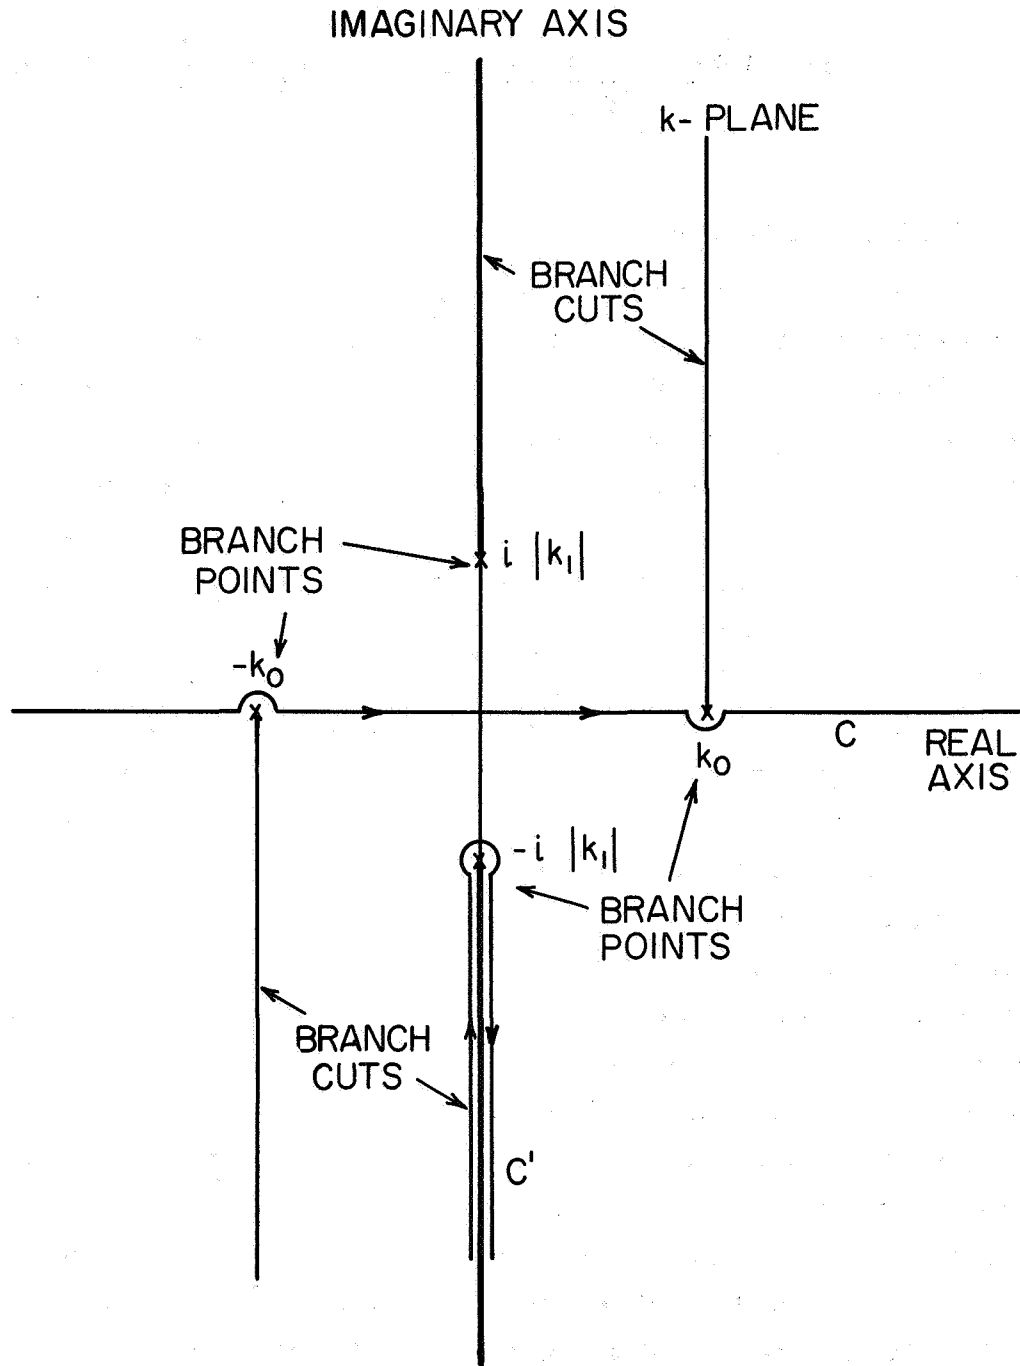 IMAGINARY AXIS
k- PLANE
BRANCH
CUTS
BRANCH
POINTS
i |k₁|
-k₀
C
REAL
AXIS
k₀
-i |k₁|
BRANCH
POINTS
BRANCH
CUTS
C'